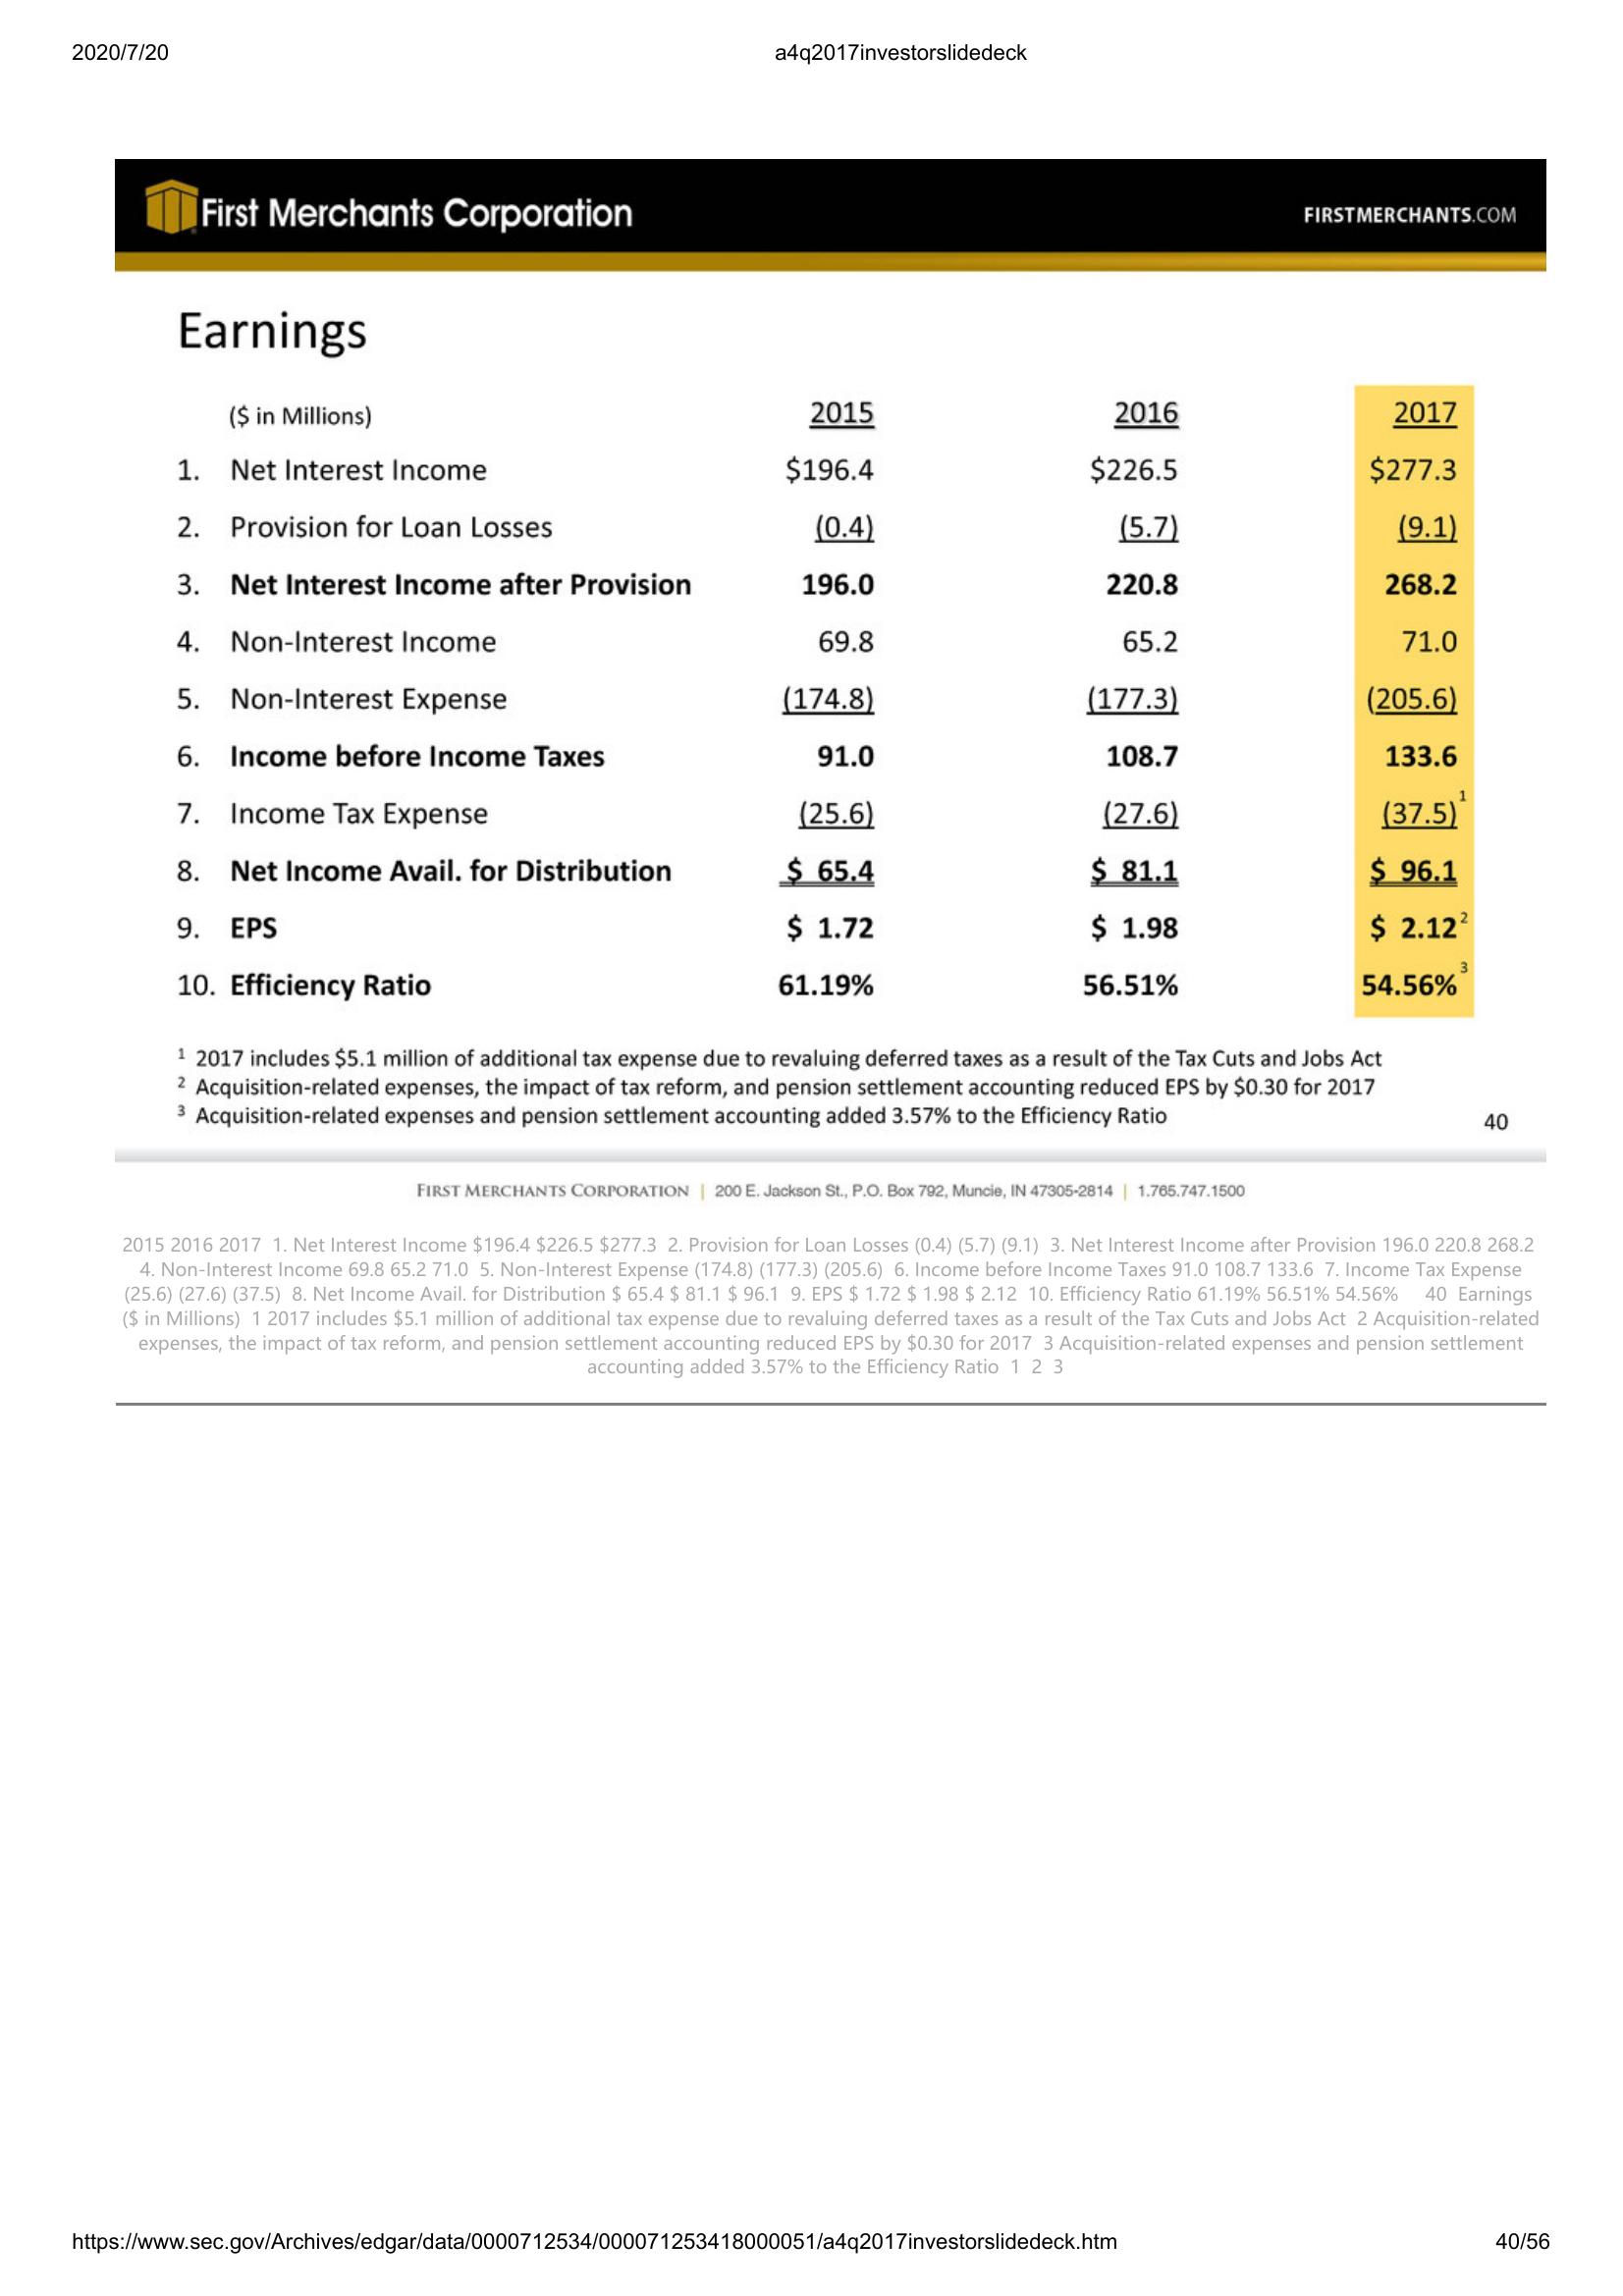 2020/7/20 a4q2017investorslidedeck
First Merchants Corporation FIRSTMERCHANTS.COM
Earnings
($ in Millions) 2015 2016 2017
1. Net Interest Income $196.4 $226.5 $277.3
2. Provision for Loan Losses (0.4) (5.7) (9.1)
3. Net Interest Income after Provision 196.0 220.8 268.2
4. Non-Interest Income 69.8 65.2 71.0
5. Non-Interest Expense (174.8) (177.3) (205.6)
6. Income before Income Taxes 91.0 108.7 133.6
7. Income Tax Expense (25.6) (27.6) (37.5) 1
8. Net Income Avail. for Distribution $ 65.4 $ 81.1 $ 96.1
9. EPS $ 1.72 $ 1.98 $ 2.12 2
10. Efficiency Ratio 61.19% 56.51% 54.56% 3
1 2017 includes $5.1 million of additional tax expense due to revaluing deferred taxes as a result of the Tax Cuts and Jobs Act
2 Acquisition-related expenses, the impact of tax reform, and pension settlement accounting reduced EPS by $0.30 for 2017
3 Acquisition-related expenses and pension settlement accounting added 3.57% to the Efficiency Ratio
40
FIRST MERCHANTS CORPORATION | 200 E. Jackson St., P.O. Box 792, Muncie, IN 47305-2814 | 1.765.747.1500
2015 2016 2017 1. Net Interest Income $196.4 $226.5 $277.3 2. Provision for Loan Losses (0.4) (5.7) (9.1) 3. Net Interest Income after Provision 196.0 220.8 268.2
4. Non-Interest Income 69.8 65.2 71.0 5. Non-Interest Expense (174.8) (177.3) (205.6) 6. Income before Income Taxes 91.0 108.7 133.6 7. Income Tax Expense
(25.6) (27.6) (37.5) 8. Net Income Avail. for Distribution $ 65.4 $ 81.1 $ 96.1 9. EPS $ 1.72 $ 1.98 $ 2.12 10. Efficiency Ratio 61.19% 56.51% 54.56% 40 Earnings
($ in Millions) 1 2017 includes $5.1 million of additional tax expense due to revaluing deferred taxes as a result of the Tax Cuts and Jobs Act 2 Acquisition-related
expenses, the impact of tax reform, and pension settlement accounting reduced EPS by $0.30 for 2017 3 Acquisition-related expenses and pension settlement
accounting added 3.57% to the Efficiency Ratio 1 2 3
https://www.sec.gov/Archives/edgar/data/0000712534/000071253418000051/a4q2017investorslidedeck.htm 40/56